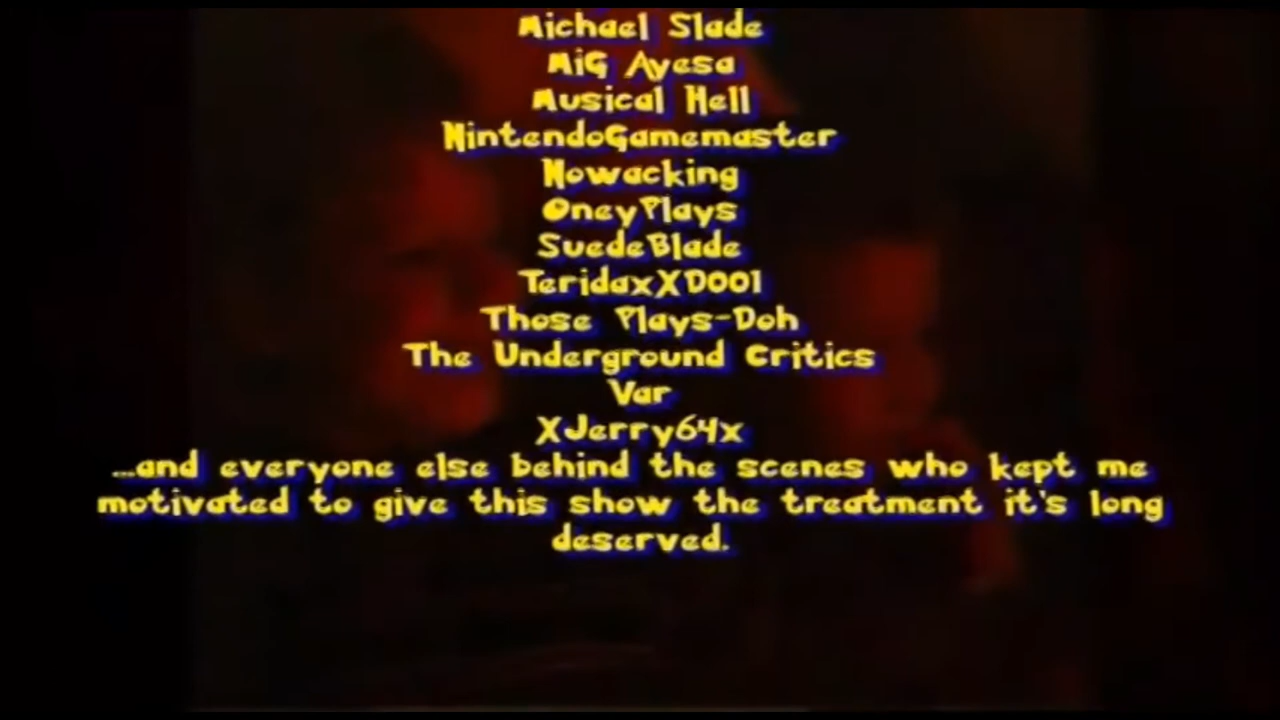 Michael Slade
MiG Ayesa
Musical Hell
NintendoGamemaster
Nowacking
OneyPlays
SuedeBlade
TeridaxXD001
Those Plays-Doh
The Underground Critics
Var
XJerry64x
...and everyone else behind the scenes who kept me
motivated to give this show the treatment it's long
deserved.